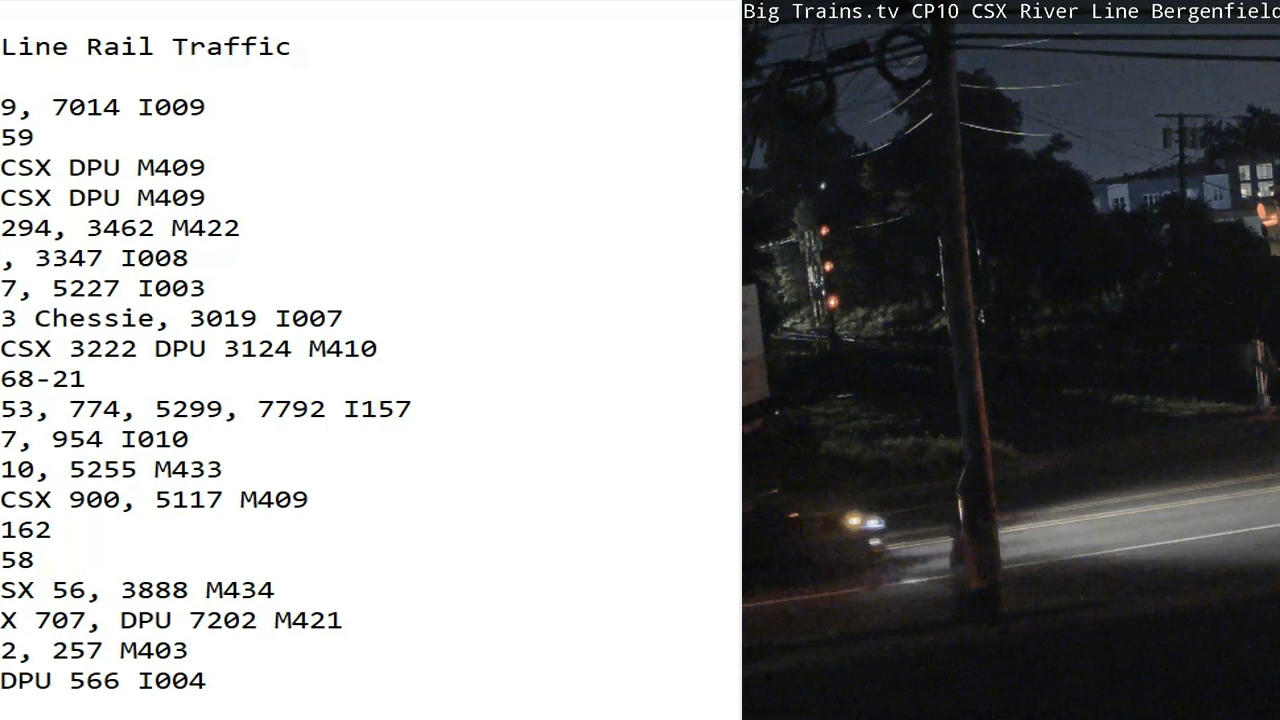 Line Rail Traffic
9, 7014 I009
59
CSX DPU M409
CSX DPU M409
294, 3462 M422
, 3347 I008
7, 5227 I003
3 Chessie, 3019 I007
CSX 3222 DPU 3124 M410
68-21
53, 774, 5299, 7792 I157
7, 954 I010
10, 5255 M433
CSX 900, 5117 M409
162
58
SX 56, 3888 M434
X 707, DPU 7202 M421
2, 257 M403
DPU 566 I004
Big Trains.tv CP10 CSX River Line Bergenfield